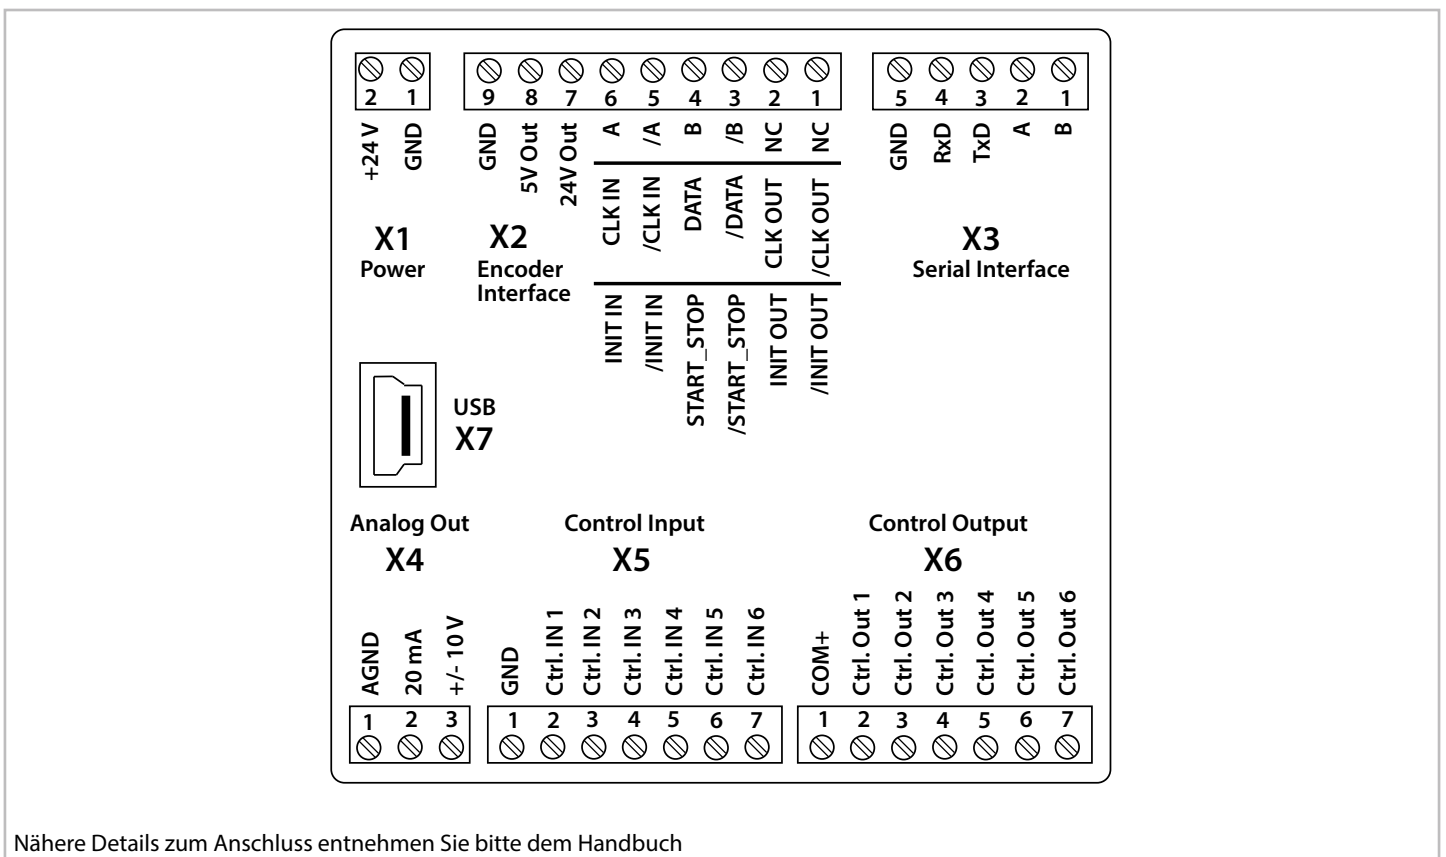 2 1
9 8 7 6 5 4 3 2 1
5 4 3 2 1
+24 V
GND
GND
5V Out
24V Out
A
/A
B
/B
NC
NC
GND
RxD
TxD
A
B
CLK IN
/CLK IN
DATA
/DATA
CLK OUT
/CLK OUT
X1
Power
X2
Encoder
Interface
X3
Serial Interface
INIT IN
/INIT IN
START_STOP
/START_STOP
INIT OUT
/INIT OUT
USB
X7
Analog Out
X4
Control Input
X5
Control Output
X6
AGND
20 mA
+/- 10 V
GND
Ctrl. IN 1
Ctrl. IN 2
Ctrl. IN 3
Ctrl. IN 4
Ctrl. IN 5
Ctrl. IN 6
COM+
Ctrl. Out 1
Ctrl. Out 2
Ctrl. Out 3
Ctrl. Out 4
Ctrl. Out 5
Ctrl. Out 6
1 2 3
1 2 3 4 5 6 7
1 2 3 4 5 6 7
Nähere Details zum Anschluss entnehmen Sie bitte dem Handbuch